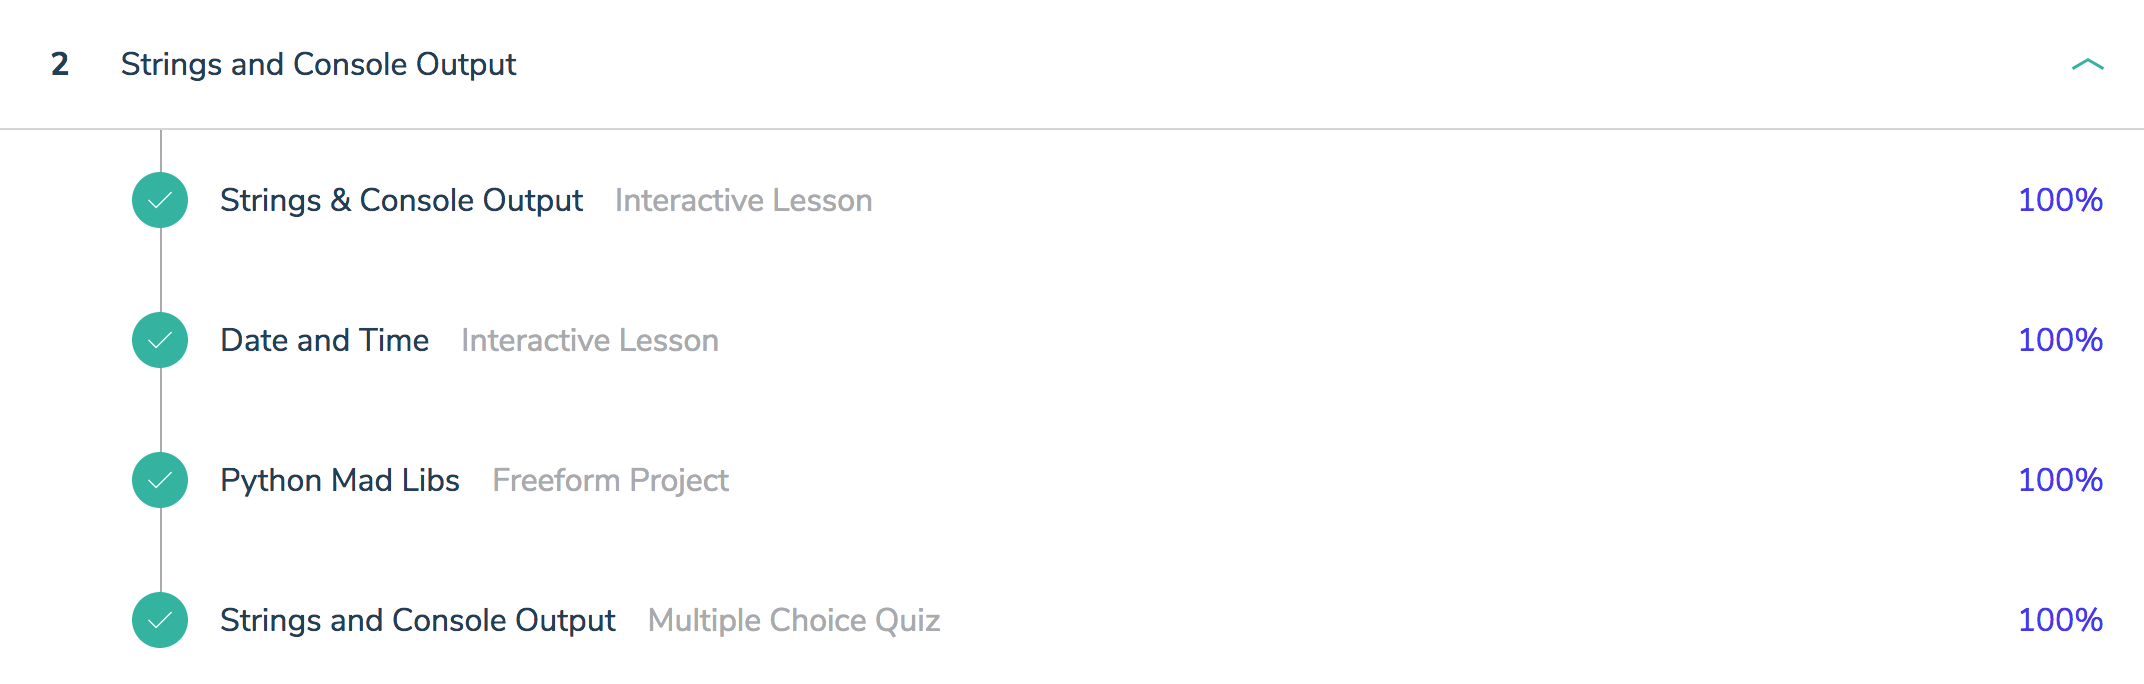 2 Strings and Console Output
Strings & Console Output Interactive Lesson 100%
Date and Time Interactive Lesson 100%
Python Mad Libs Freeform Project 100%
Strings and Console Output Multiple Choice Quiz 100%